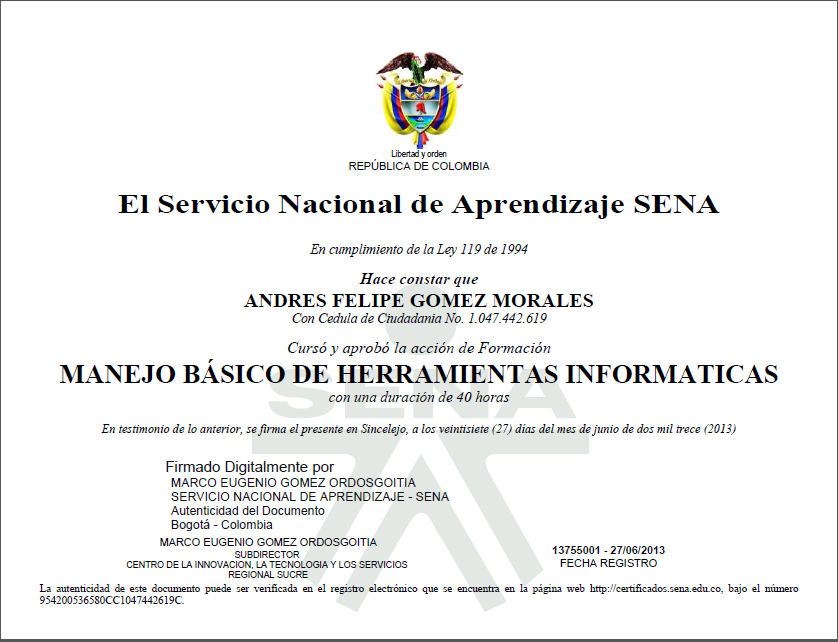 Libertad y orden
REPÚBLICA DE COLOMBIA
El Servicio Nacional de Aprendizaje SENA
En cumplimiento de la Ley 119 de 1994
Hace constar que
ANDRES FELIPE GOMEZ MORALES
Con Cedula de Ciudadania No. 1.047.442.619
Cursó y aprobó la acción de Formación
MANEJO BÁSICO DE HERRAMIENTAS INFORMATICAS
SENA
con una duración de 40 horas
En testimonio de lo anterior, se firma el presente en Sincelejo, a los veintisiete (27) días del mes de junio de dos mil trece (2013)
Firmado Digitalmente por
MARCO EUGENIO GOMEZ ORDOSGOITIA
SERVICIO NACIONAL DE APRENDIZAJE - SENA
Autenticidad del Documento
Bogotá - Colombia
MARCO EUGENIO GOMEZ ORDOSGOITIA
SUBDIRECTOR
CENTRO DE LA INNOVACION, LA TECNOLOGIA Y LOS SERVICIOS
REGIONAL SUCRE
13755001 - 27/06/2013
FECHA REGISTRO
La autenticidad de este documento puede ser verificada en el registro electrónico que se encuentra en la página web http://certificados.sena.edu.co, bajo el número
954200536580CC1047442619C.